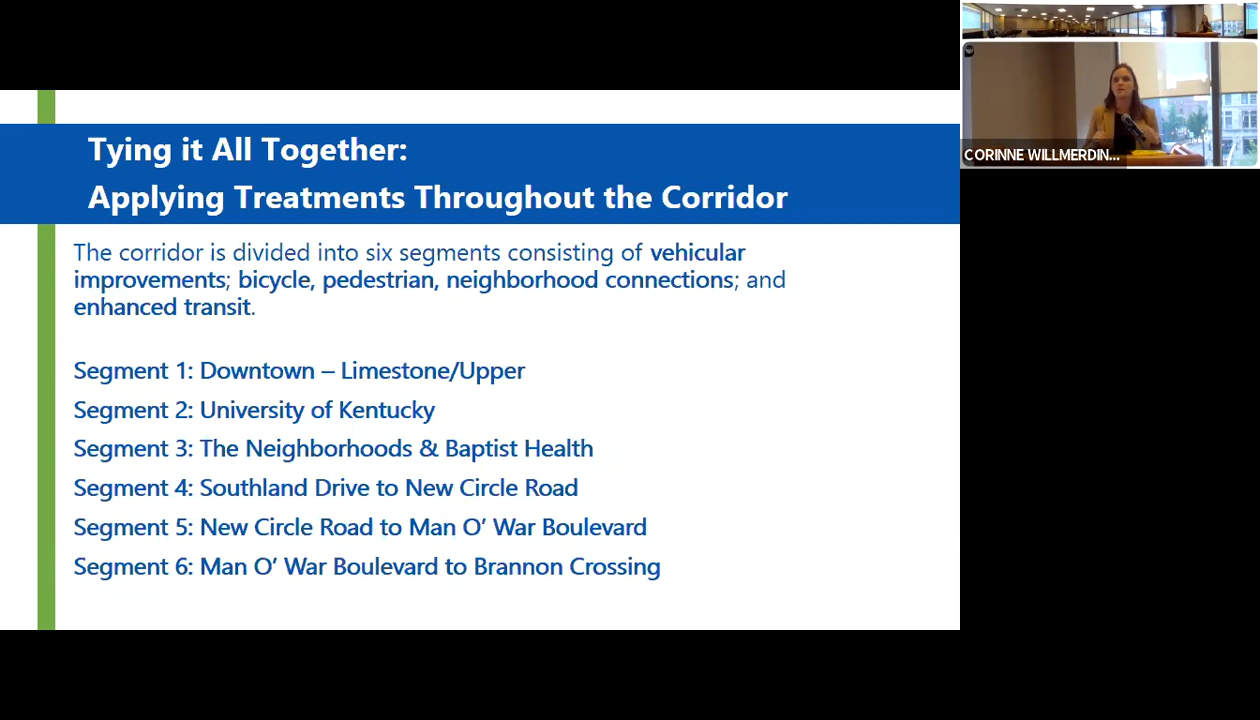 Tying it All Together:
Applying Treatments Throughout the Corridor
The corridor is divided into six segments consisting of vehicular
improvements; bicycle, pedestrian, neighborhood connections; and
enhanced transit.
Segment 1: Downtown – Limestone/Upper
Segment 2: University of Kentucky
Segment 3: The Neighborhoods & Baptist Health
Segment 4: Southland Drive to New Circle Road
Segment 5: New Circle Road to Man O’ War Boulevard
Segment 6: Man O’ War Boulevard to Brannon Crossing
CORINNE WILLMERDIN...